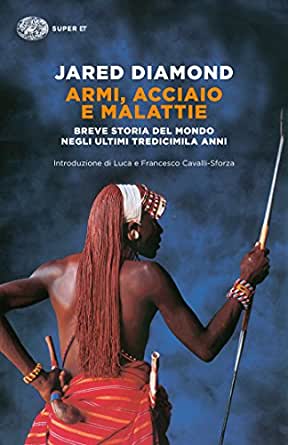 SUPER ET
JARED DIAMOND
ARMI, ACCIAIO
E MALATTIE
BREVE STORIA DEL MONDO
NEGLI ULTIMI TREDICIMILA ANNI
Introduzione di Luca e Francesco Cavalli-Sforza